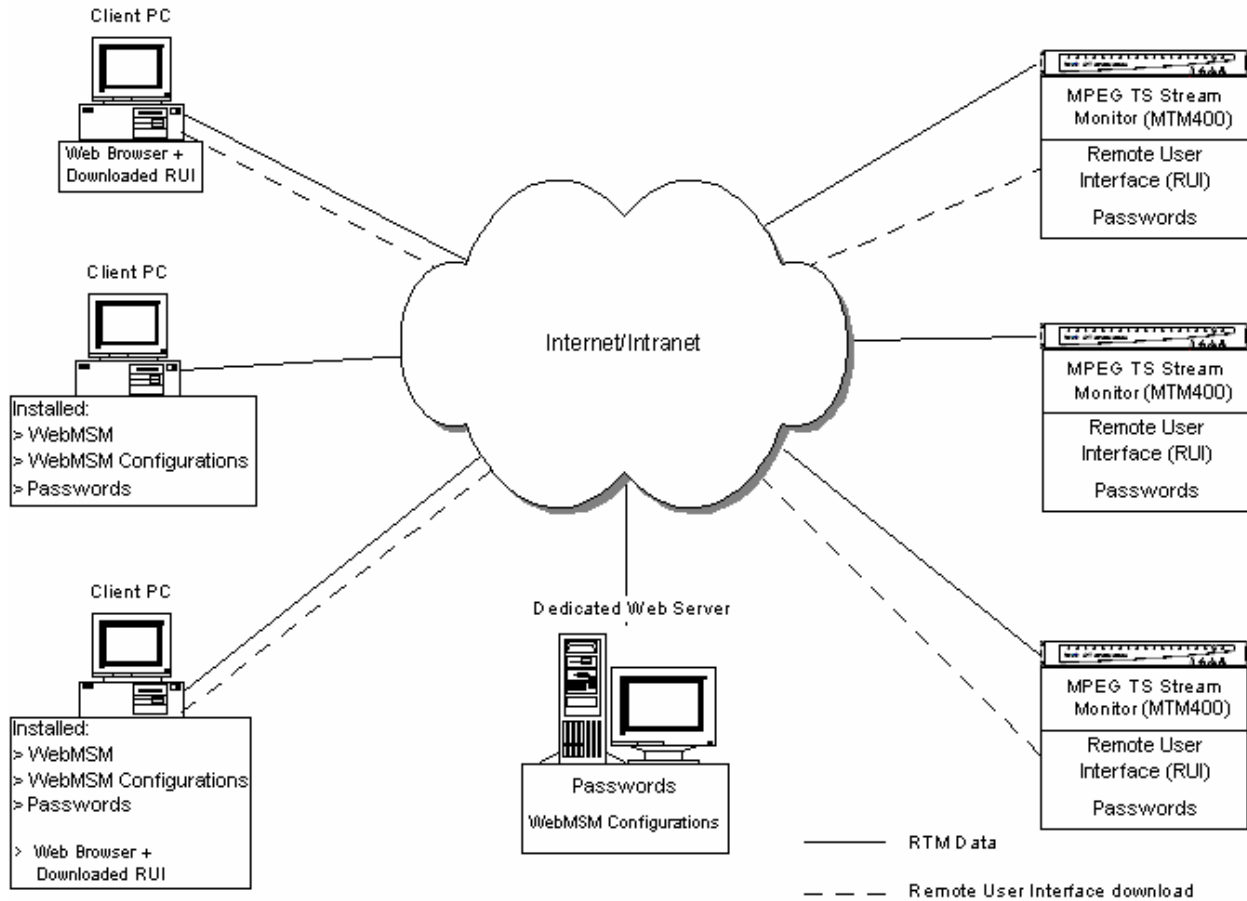 Client PC
Web Browser +
Downloaded RUI
Client PC
Installed:
> WebMSM
> WebMSM Configurations
> Passwords
Client PC
Installed:
> WebMSM
> WebMSM Configurations
> Passwords
> Web Browser +
Downloaded RUI
Internet/Intranet
Dedicated Web Server
Passwords
WebMSM Configurations
MPEG TS Stream
Monitor (MTM400)
Remote User
Interface (RUI)
Passwords
MPEG TS Stream
Monitor (MTM400)
Remote User
Interface (RUI)
Passwords
MPEG TS Stream
Monitor (MTM400)
Remote User
Interface (RUI)
Passwords
RTM Data
Remote User Interface download